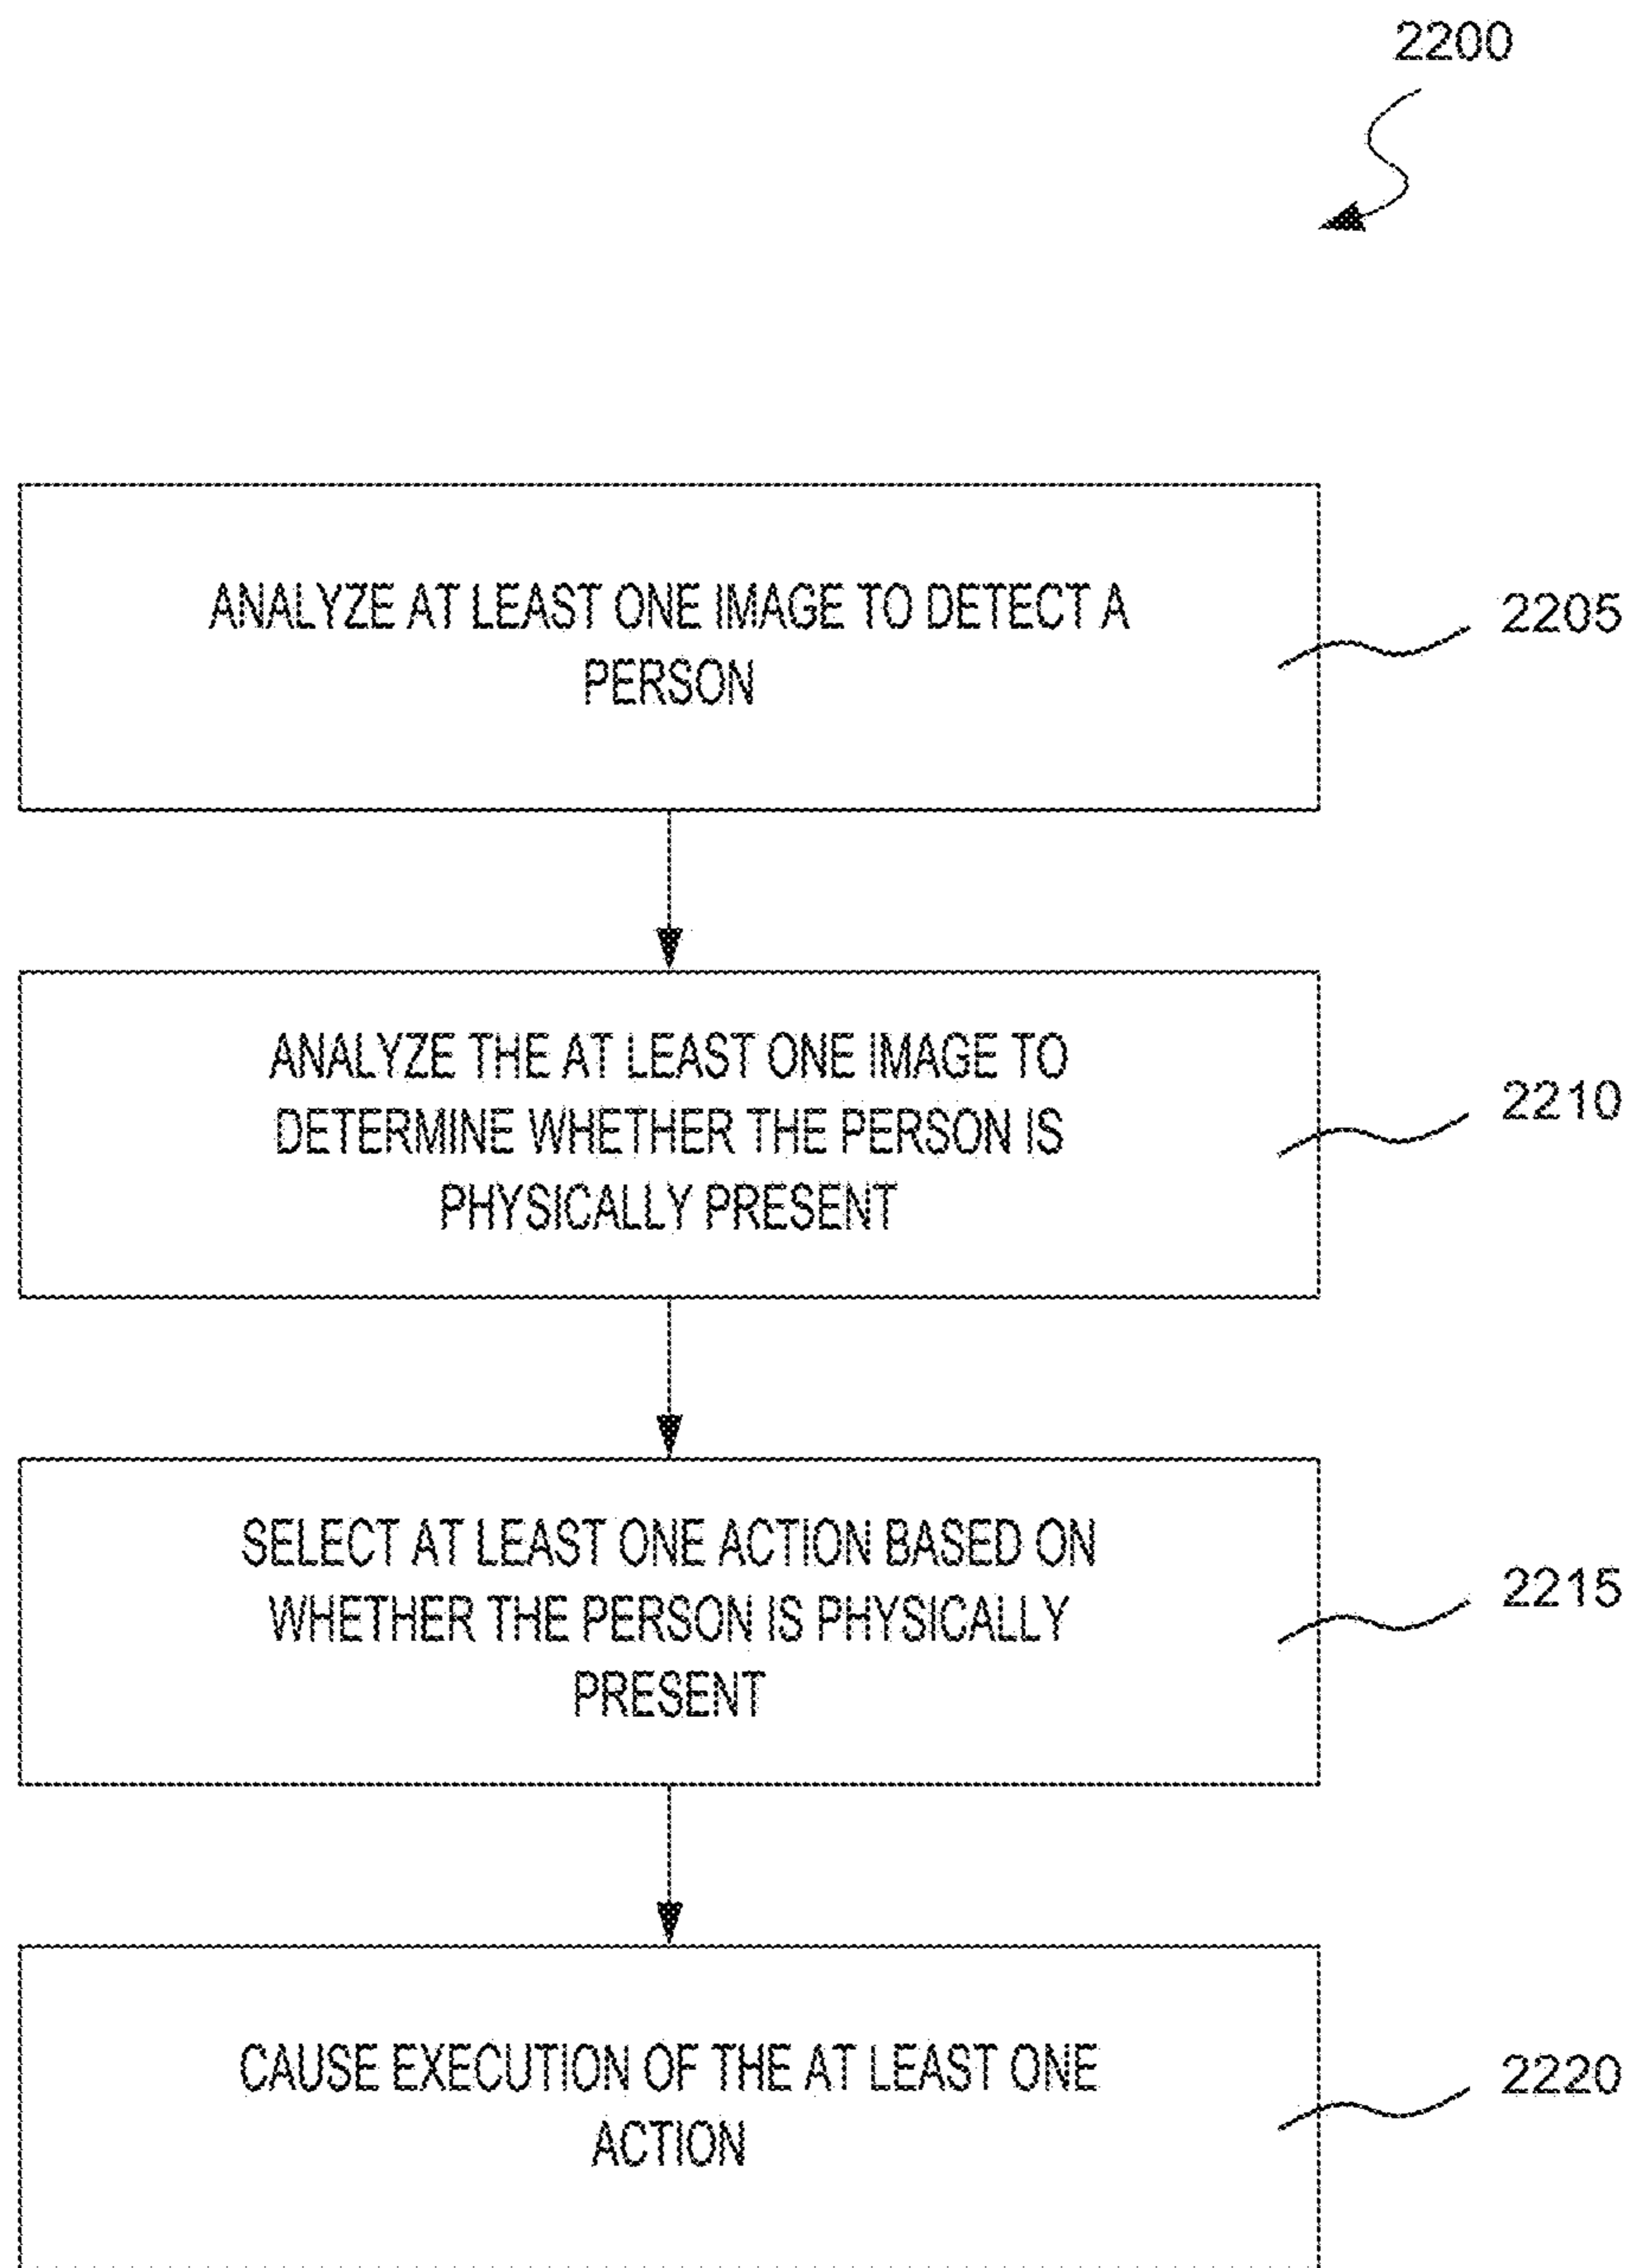 2200
ANALYZE AT LEAST ONE IMAGE TO DETECT A
PERSON
2205
ANALYZE THE AT LEAST ONE IMAGE TO
DETERMINE WHETHER THE PERSON IS
PHYSICALLY PRESENT
2210
SELECT AT LEAST ONE ACTION BASED ON
WHETHER THE PERSON IS PHYSICALLY
PRESENT
2215
CAUSE EXECUTION OF THE AT LEAST ONE
ACTION
2220